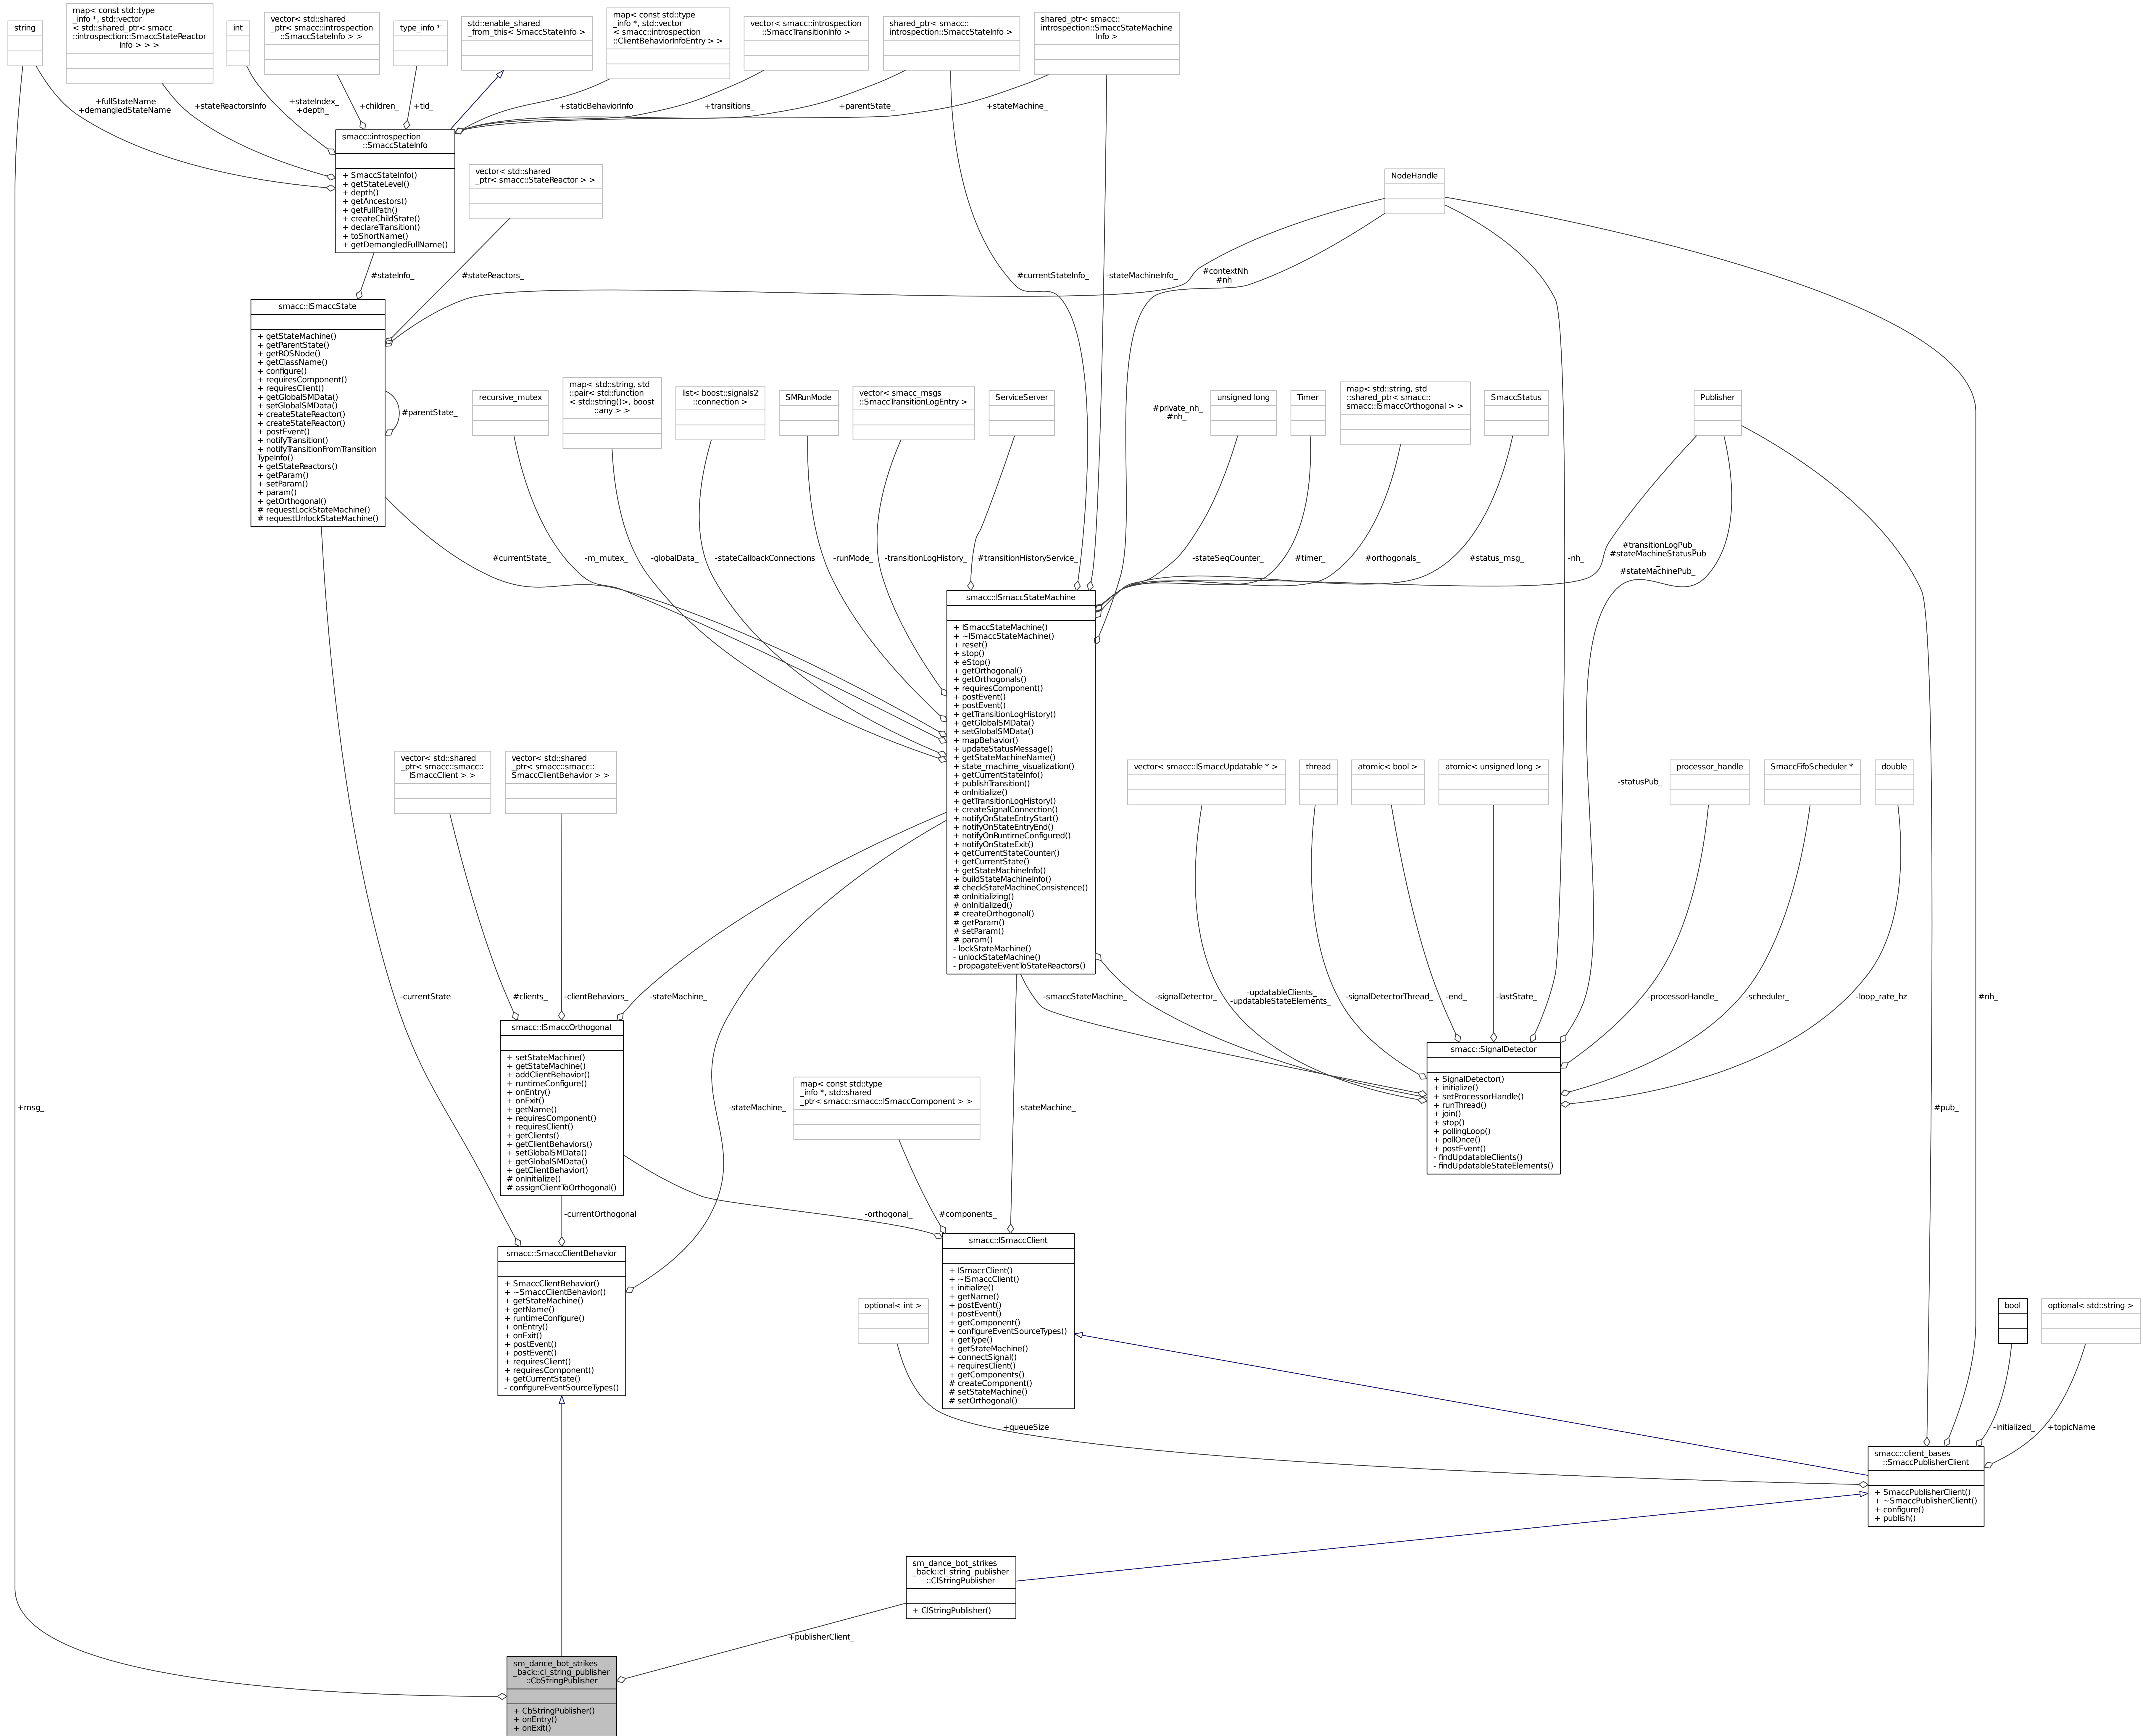 string
map< const std::type
_info *, std::vector
< std::shared_ptr< smacc
::introspection::SmaccStateReactor
Info > > >
int
vector< std::shared
_ptr< smacc::introspection
::SmaccStateInfo > >
type_info *
std::enable_shared
_from_this< SmaccStateInfo >
map< const std::type
_info *, std::vector
< smacc::introspection
::ClientBehaviorInfoEntry > >
vector< smacc::introspection
::SmaccTransitionInfo >
shared_ptr< smacc::
introspection::SmaccStateInfo >
shared_ptr< smacc::
introspection::SmaccStateMachine
Info >
+fullStateName
+demangledStateName
+stateReactorsInfo
+stateIndex_
+depth_
+children_
+tid_
+staticBehaviorInfo
+transitions_
+parentState_
+stateMachine_
smacc::introspection
::SmaccStateInfo
+ SmaccStateInfo()
+ getStateLevel()
+ depth()
+ getAncestors()
+ getFullPath()
+ createChildState()
+ declareTransition()
+ toShortName()
+ getDemangledFullName()
vector< std::shared
_ptr< smacc::StateReactor > >
NodeHandle
#stateInfo_
#stateReactors_
#currentStateInfo_
-stateMachineInfo_
#contextNh
#nh
smacc::ISmaccState
+ getStateMachine()
+ getParentState()
+ getROSNode()
+ getClassName()
+ configure()
+ requiresComponent()
+ requiresClient()
+ getGlobalSMData()
+ setGlobalSMData()
+ createStateReactor()
+ createStateReactor()
+ postEvent()
+ notifyTransition()
+ notifyTransitionFromTransition
TypeInfo()
+ getStateReactors()
+ getParam()
+ setParam()
+ param()
+ getOrthogonal()
# requestLockStateMachine()
# requestUnlockStateMachine()
#parentState_
recursive_mutex
map< std::string, std
::pair< std::function
< std::string()>, boost
::any > >
list< boost::signals2
::connection >
SMRunMode
vector< smacc_msgs
::SmaccTransitionLogEntry >
ServiceServer
#private_nh_
#nh_
unsigned long
Timer
map< std::string, std
::shared_ptr< smacc::
smacc::ISmaccOrthogonal > >
SmaccStatus
Publisher
#currentState_
-m_mutex_
-globalData_
-stateCallbackConnections
-runMode_
-transitionLogHistory_
#transitionHistoryService_
-stateSeqCounter_
#timer_
#orthogonals_
#status_msg_
-nh_
#transitionLogPub_
#stateMachineStatusPub
_
#stateMachinePub_
smacc::ISmaccStateMachine
+ ISmaccStateMachine()
+ ~ISmaccStateMachine()
+ reset()
+ stop()
+ eStop()
+ getOrthogonal()
+ getOrthogonals()
+ requiresComponent()
+ postEvent()
+ postEvent()
+ getTransitionLogHistory()
+ getGlobalSMData()
+ setGlobalSMData()
+ mapBehavior()
+ updateStatusMessage()
+ getStateMachineName()
+ state_machine_visualization()
+ getCurrentStateInfo()
+ publishTransition()
+ onInitialize()
+ getTransitionLogHistory()
+ createSignalConnection()
+ notifyOnStateEntryStart()
+ notifyOnStateEntryEnd()
+ notifyOnRuntimeConfigured()
+ notifyOnStateExit()
+ getCurrentStateCounter()
+ getCurrentState()
+ getStateMachineInfo()
+ buildStateMachineInfo()
# checkStateMachineConsistence()
# onInitializing()
# onInitialized()
# createOrthogonal()
# getParam()
# setParam()
# param()
- lockStateMachine()
- unlockStateMachine()
- propagateEventToStateReactors()
vector< std::shared
_ptr< smacc::smacc::
ISmaccClient > >
vector< std::shared
_ptr< smacc::smacc::
SmaccClientBehavior > >
vector< smacc::ISmaccUpdatable * >
thread
atomic< bool >
atomic< unsigned long >
-statusPub_
processor_handle
SmaccFifoScheduler *
double
-currentState
#clients_
-clientBehaviors_
-stateMachine_
-smaccStateMachine_
-signalDetector_
-updatableClients_
-updatableStateElements_
-signalDetectorThread_
-end_
-lastState_
-processorHandle_
-scheduler_
-loop_rate_hz
#nh_
smacc::ISmaccOrthogonal
+ setStateMachine()
+ getStateMachine()
+ addClientBehavior()
+ runtimeConfigure()
+ onEntry()
+ onExit()
+ getName()
+ requiresComponent()
+ requiresClient()
+ getClients()
+ getClientBehaviors()
+ setGlobalSMData()
+ getGlobalSMData()
+ getClientBehavior()
# onInitialize()
# assignClientToOrthogonal()
smacc::SignalDetector
+ SignalDetector()
+ initialize()
+ setProcessorHandle()
+ runThread()
+ join()
+ stop()
+ pollingLoop()
+ pollOnce()
+ postEvent()
- findUpdatableClients()
- findUpdatableStateElements()
map< const std::type
_info *, std::shared
_ptr< smacc::smacc::ISmaccComponent > >
+msg_
-stateMachine_
-stateMachine_
#pub_
-currentOrthogonal
-orthogonal_
#components_
smacc::SmaccClientBehavior
+ SmaccClientBehavior()
+ ~SmaccClientBehavior()
+ getStateMachine()
+ getName()
+ runtimeConfigure()
+ onEntry()
+ onExit()
+ postEvent()
+ postEvent()
+ requiresClient()
+ requiresComponent()
+ getCurrentState()
- configureEventSourceTypes()
smacc::ISmaccClient
+ ISmaccClient()
+ ~ISmaccClient()
+ initialize()
+ getName()
+ postEvent()
+ postEvent()
+ getComponent()
+ configureEventSourceTypes()
+ getType()
+ getStateMachine()
+ connectSignal()
+ requiresClient()
+ getComponents()
# createComponent()
# setStateMachine()
# setOrthogonal()
optional< int >
bool
optional< std::string >
+queueSize
-initialized_
+topicName
smacc::client_bases
::SmaccPublisherClient
+ SmaccPublisherClient()
+ ~SmaccPublisherClient()
+ configure()
+ publish()
sm_dance_bot_strikes
_back::cl_string_publisher
::ClStringPublisher
+ ClStringPublisher()
+publisherClient_
sm_dance_bot_strikes
_back::cl_string_publisher
::CbStringPublisher
+ CbStringPublisher()
+ onEntry()
+ onExit()